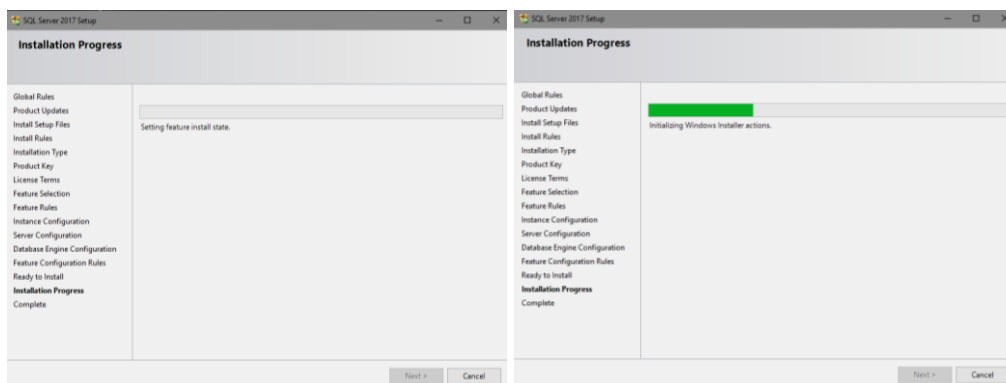 SQL Server 2017 Setup
Installation Progress
Global Rules
Product Updates
Install Setup Files
Install Rules
Installation Type
Product Key
License Terms
Feature Selection
Feature Rules
Instance Configuration
Server Configuration
Database Engine Configuration
Feature Configuration Rules
Ready to Install
Installation Progress
Complete
Setting feature install state.
Next >
Cancel
SQL Server 2017 Setup
Installation Progress
Global Rules
Product Updates
Install Setup Files
Install Rules
Installation Type
Product Key
License Terms
Feature Selection
Feature Rules
Instance Configuration
Server Configuration
Database Engine Configuration
Feature Configuration Rules
Ready to Install
Installation Progress
Complete
Initializing Windows Installer actions.
Next >
Cancel